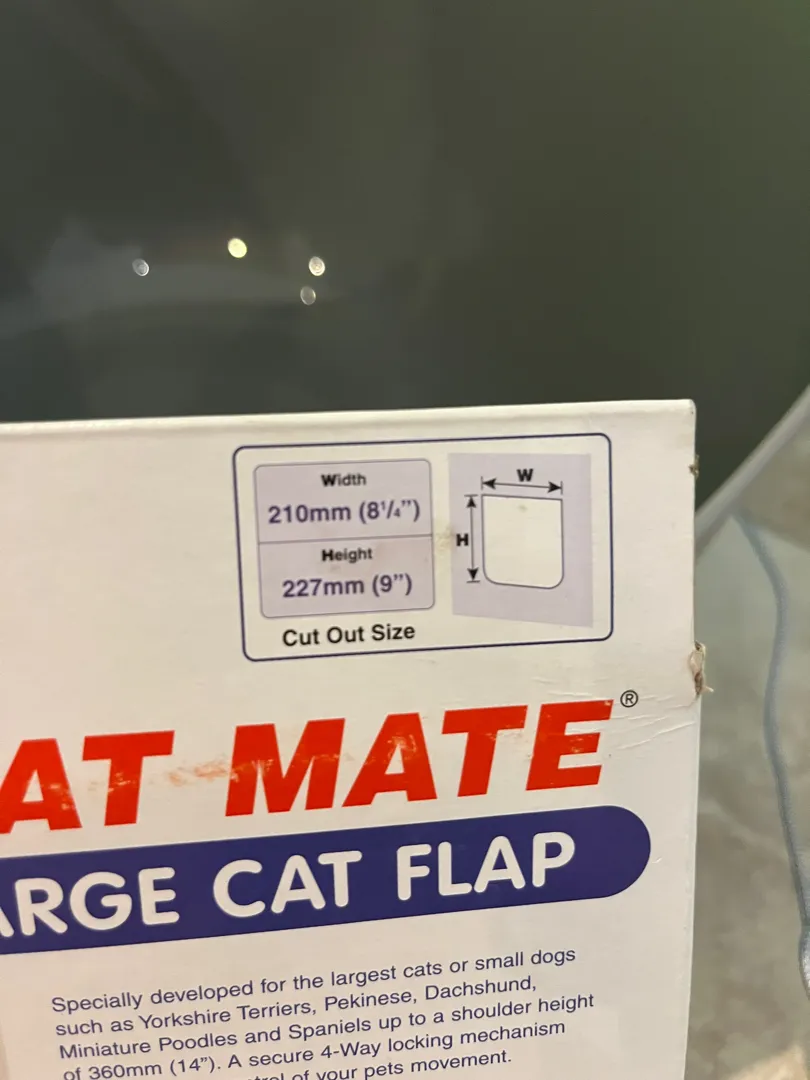 Width
210mm (8¼")
Height
227mm (9")
Cut Out Size
W
H
AT MATE®
ARGE CAT FLAP
Specially developed for the largest cats or small dogs
such as Yorkshire Terriers, Pekinese, Dachshund,
Miniature Poodles and Spaniels up to a shoulder height
of 360mm (14"). A secure 4-Way locking mechanism
of your pets movement.